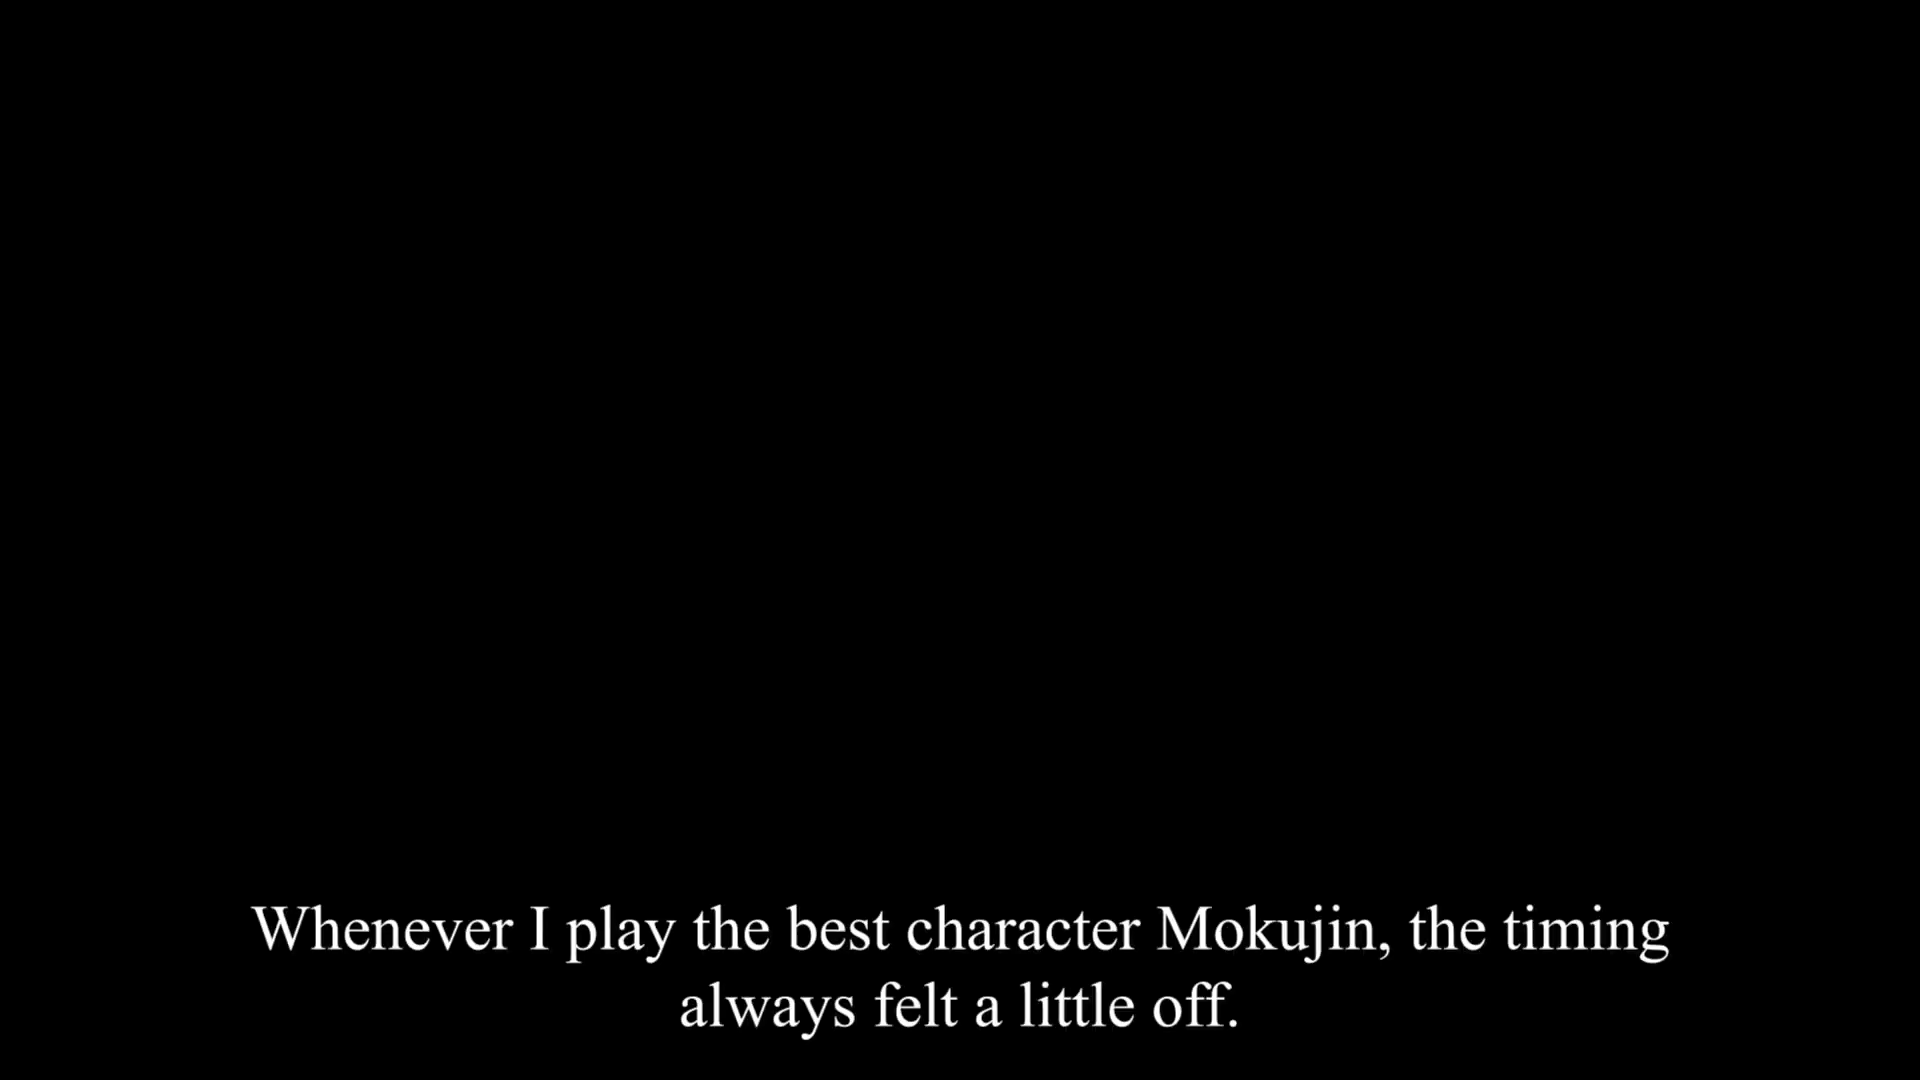 Whenever I play the best character Mokujin, the timing
always felt a little off.